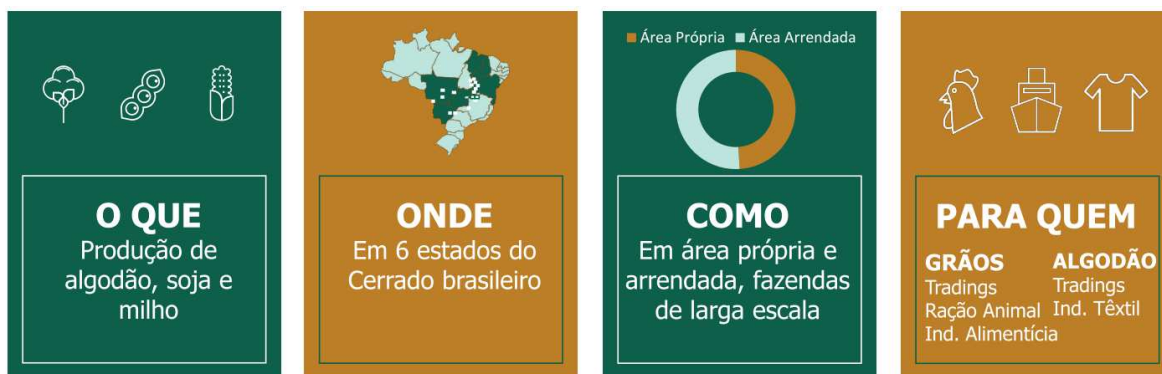 O QUE
Produção de
algodão, soja e
milho
ONDE
Em 6 estados do
Cerrado brasileiro
Área Própria Área Arrendada
COMO
Em área própria e
arrendada, fazendas
de larga escala
PARA QUEM
GRÃOS
Tradings
Ração Animal
Ind. Alimentícia
ALGODÃO
Tradings
Ind. Têxtil